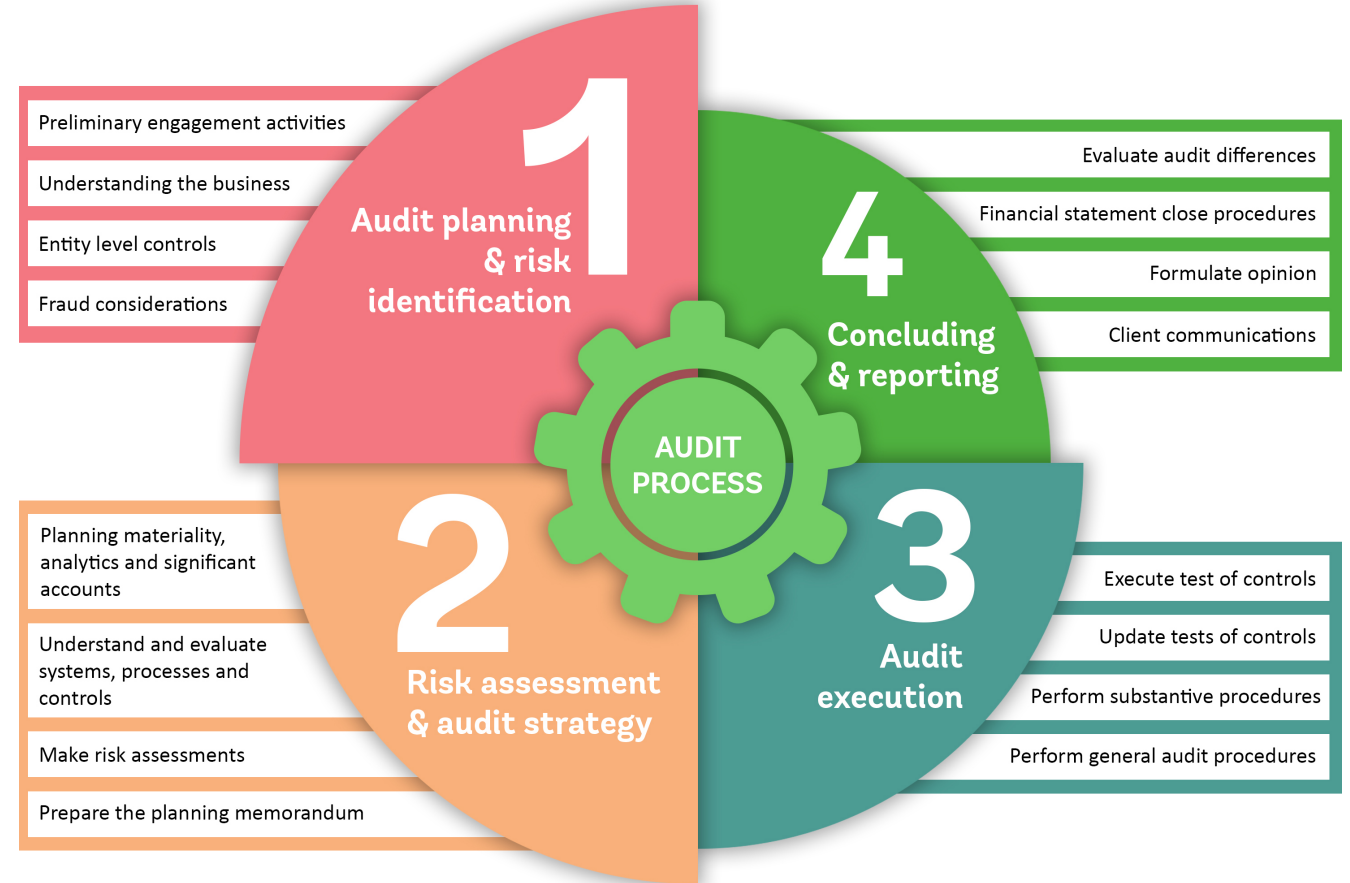 1
Audit planning
& risk
identification
Preliminary engagement activities
Understanding the business
Entity level controls
Fraud considerations
2
Risk assessment
& audit strategy
Planning materiality,
analytics and significant
accounts
Understand and evaluate
systems, processes and
controls
Make risk assessments
Prepare the planning memorandum
3
Audit
execution
Execute test of controls
Update tests of controls
Perform substantive procedures
Perform general audit procedures
4
Concluding
& reporting
Evaluate audit differences
Financial statement close procedures
Formulate opinion
Client communications
AUDIT
PROCESS